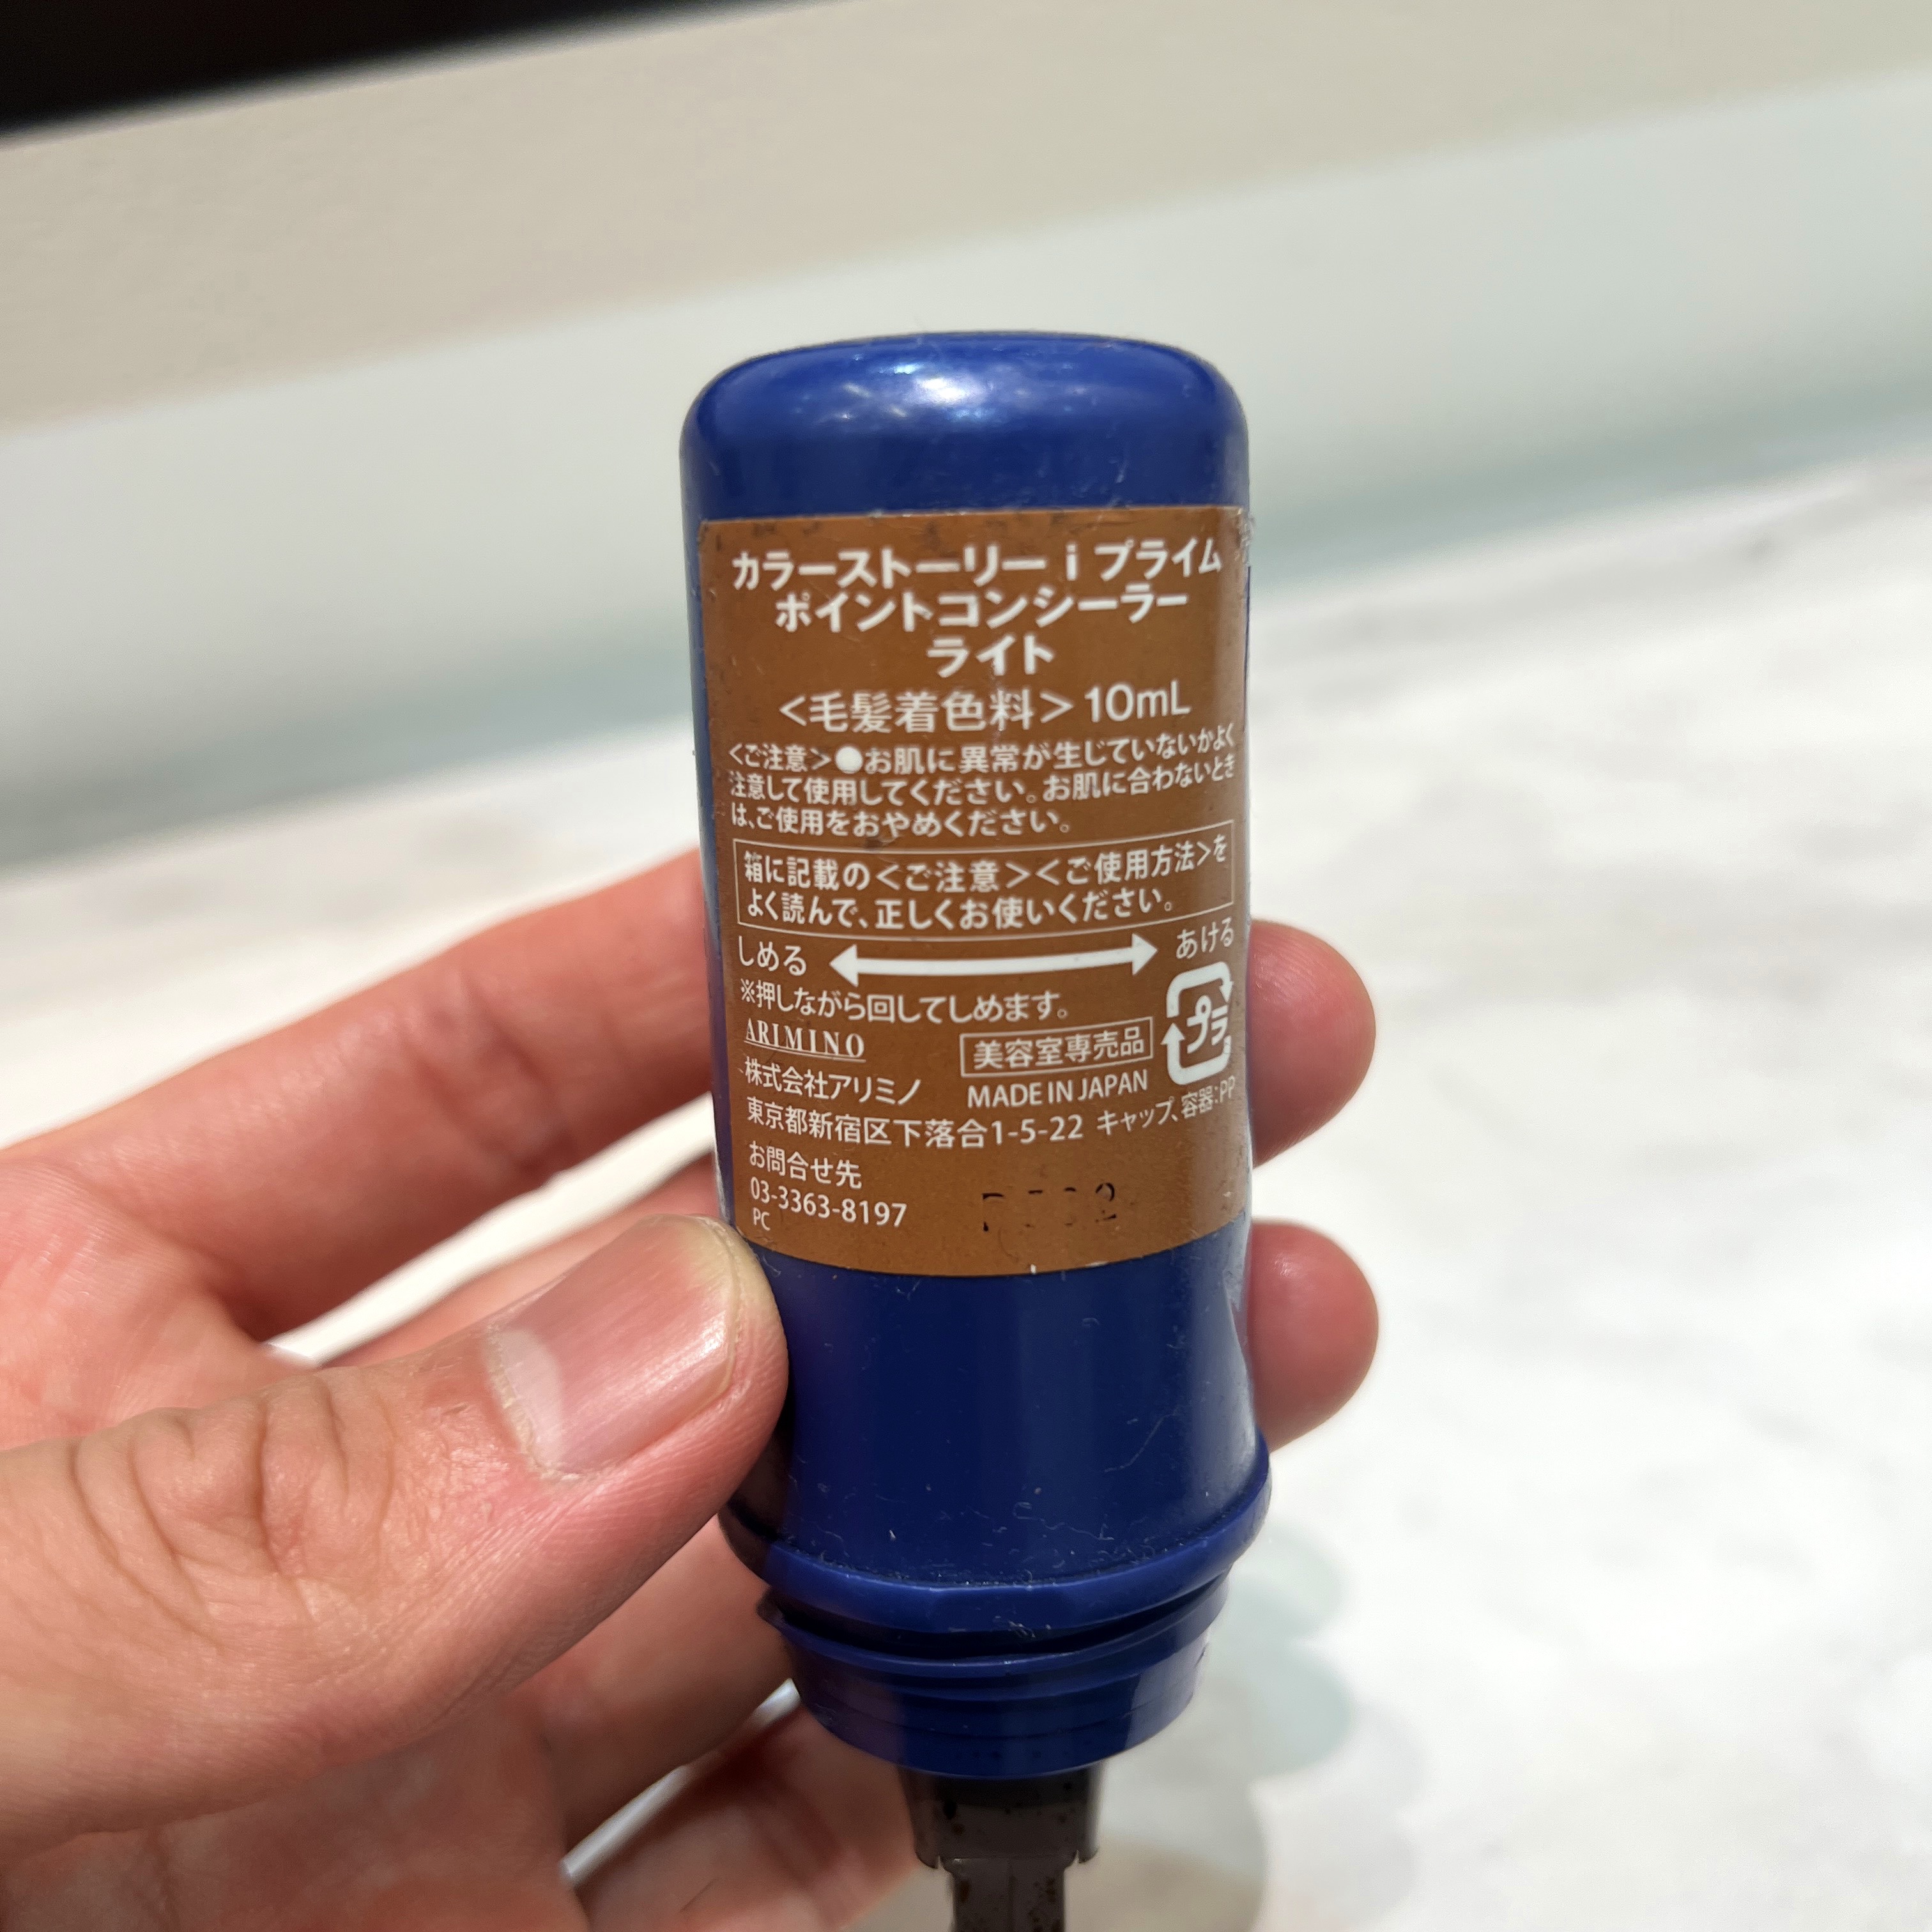 カラーストーリー i プライム
ポイントコンシーラー
ライト
<毛髪着色料> 10mL
<ご注意>●お肌に異常が生じていないかよく
注意して使用してください。お肌に合わないとき
は、ご使用をおやめください。
箱に記載の<ご注意><ご使用方法>を
よく読んで、正しくお使いください。
しめる あける
※押しながら回してしめます。
プラ
ARIMINO
美容室専売品
株式会社アリミノ MADE IN JAPAN
東京都新宿区下落合1-5-22 キャップ、容器:PP
お問合せ先
03-3363-8197
PC